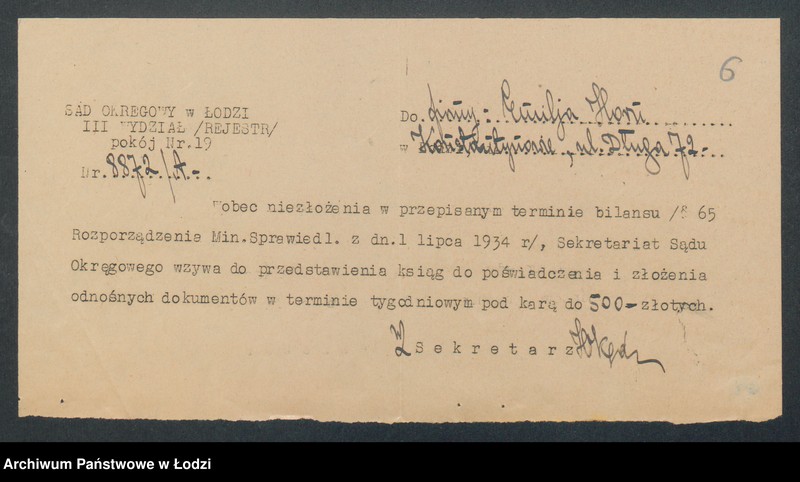 6
SĄD OKRĘGOWY w ŁODZI
III WYDZIAŁ /REJESTR/
pokój Nr.19
Nr. 8872/A.-
Do firmy - Emilja Horn
w Konstantynowie, ul. Długa 72-
Wobec niezłożenia w przepisanym terminie bilansu /§ 65
Rozporządzenie Min.Sprawiedl. z dn.1 lipca 1934 r/, Sekretariat Sądu
Okręgowego wzywa do przedstawienia ksiąg do poświadczenia i złożenia
odnośnych dokumentów w terminie tygodniowym pod karą do 500- złotych.
Sekretarz
Archiwum Państwowe w Łodzi